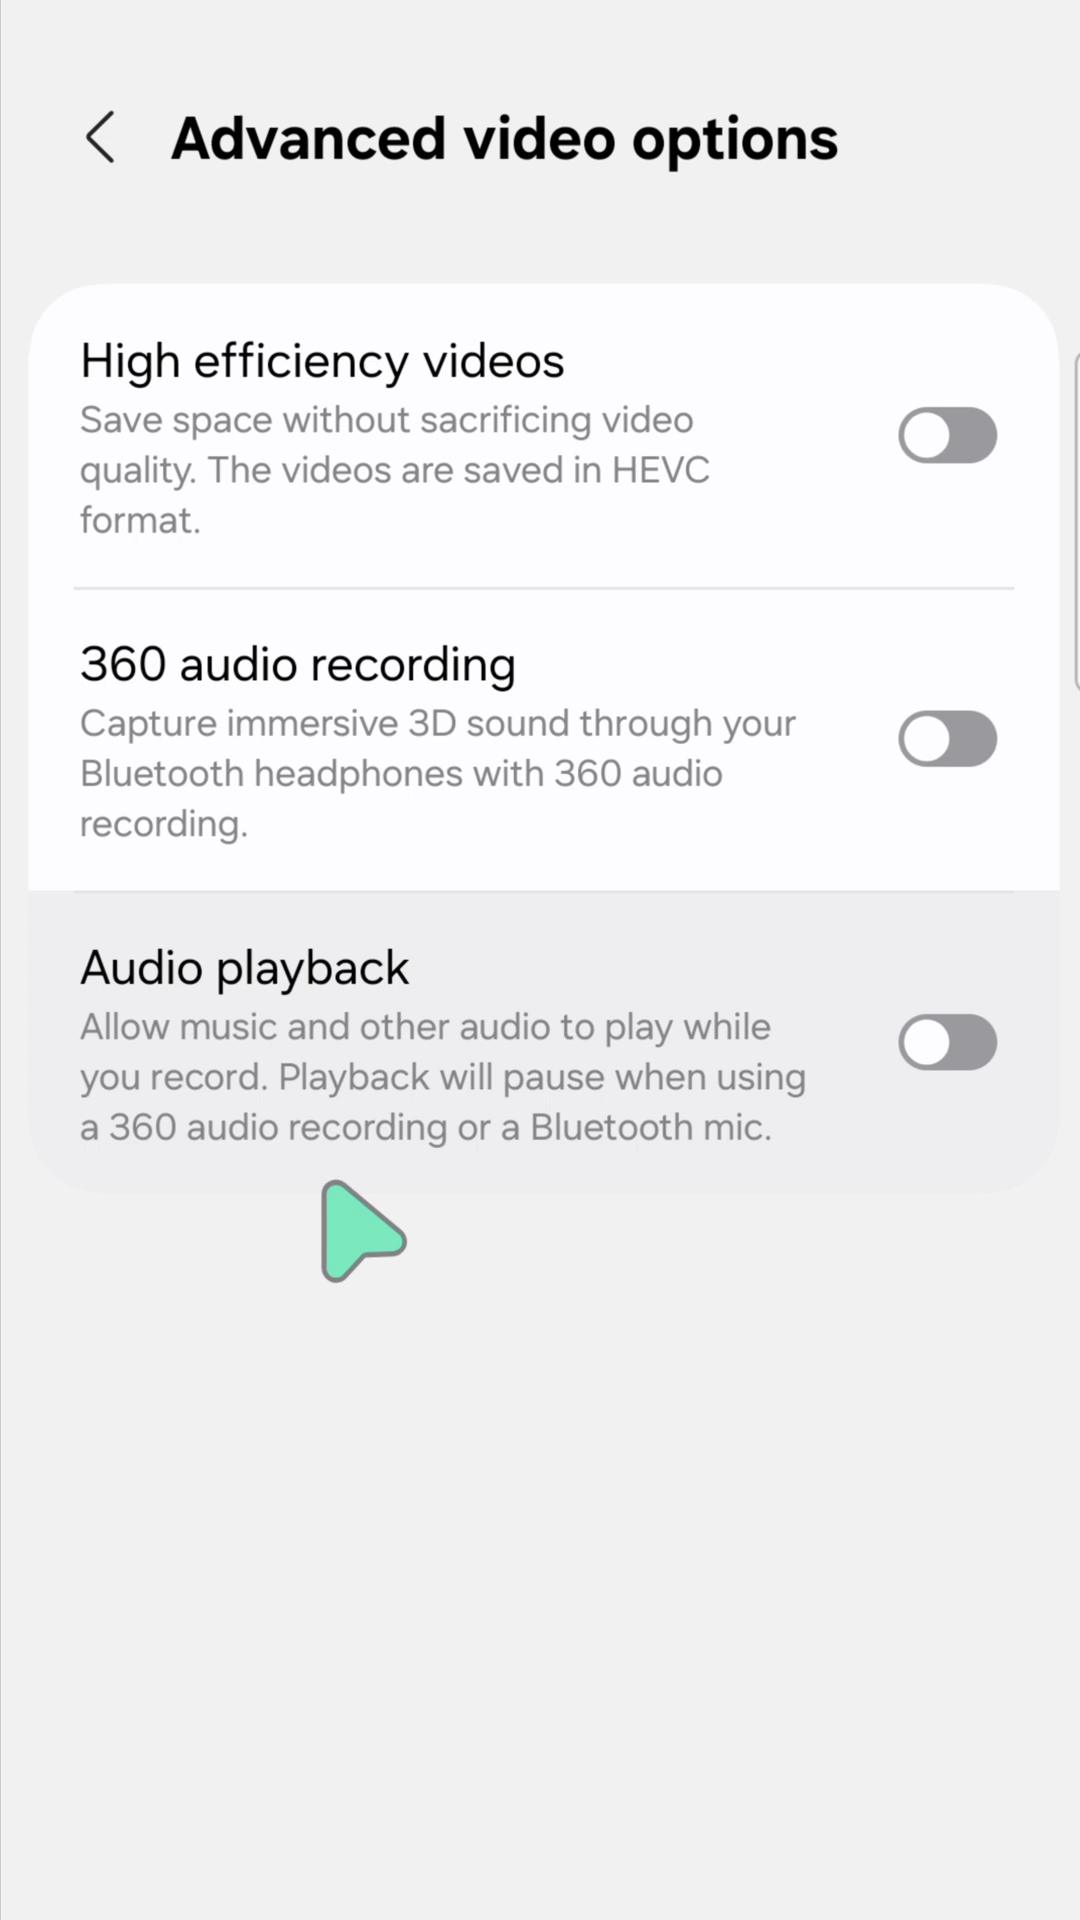 Advanced video options
High efficiency videos
Save space without sacrificing video
quality. The videos are saved in HEVC
format.
360 audio recording
Capture immersive 3D sound through your
Bluetooth headphones with 360 audio
recording.
Audio playback
Allow music and other audio to play while
you record. Playback will pause when using
a 360 audio recording or a Bluetooth mic.